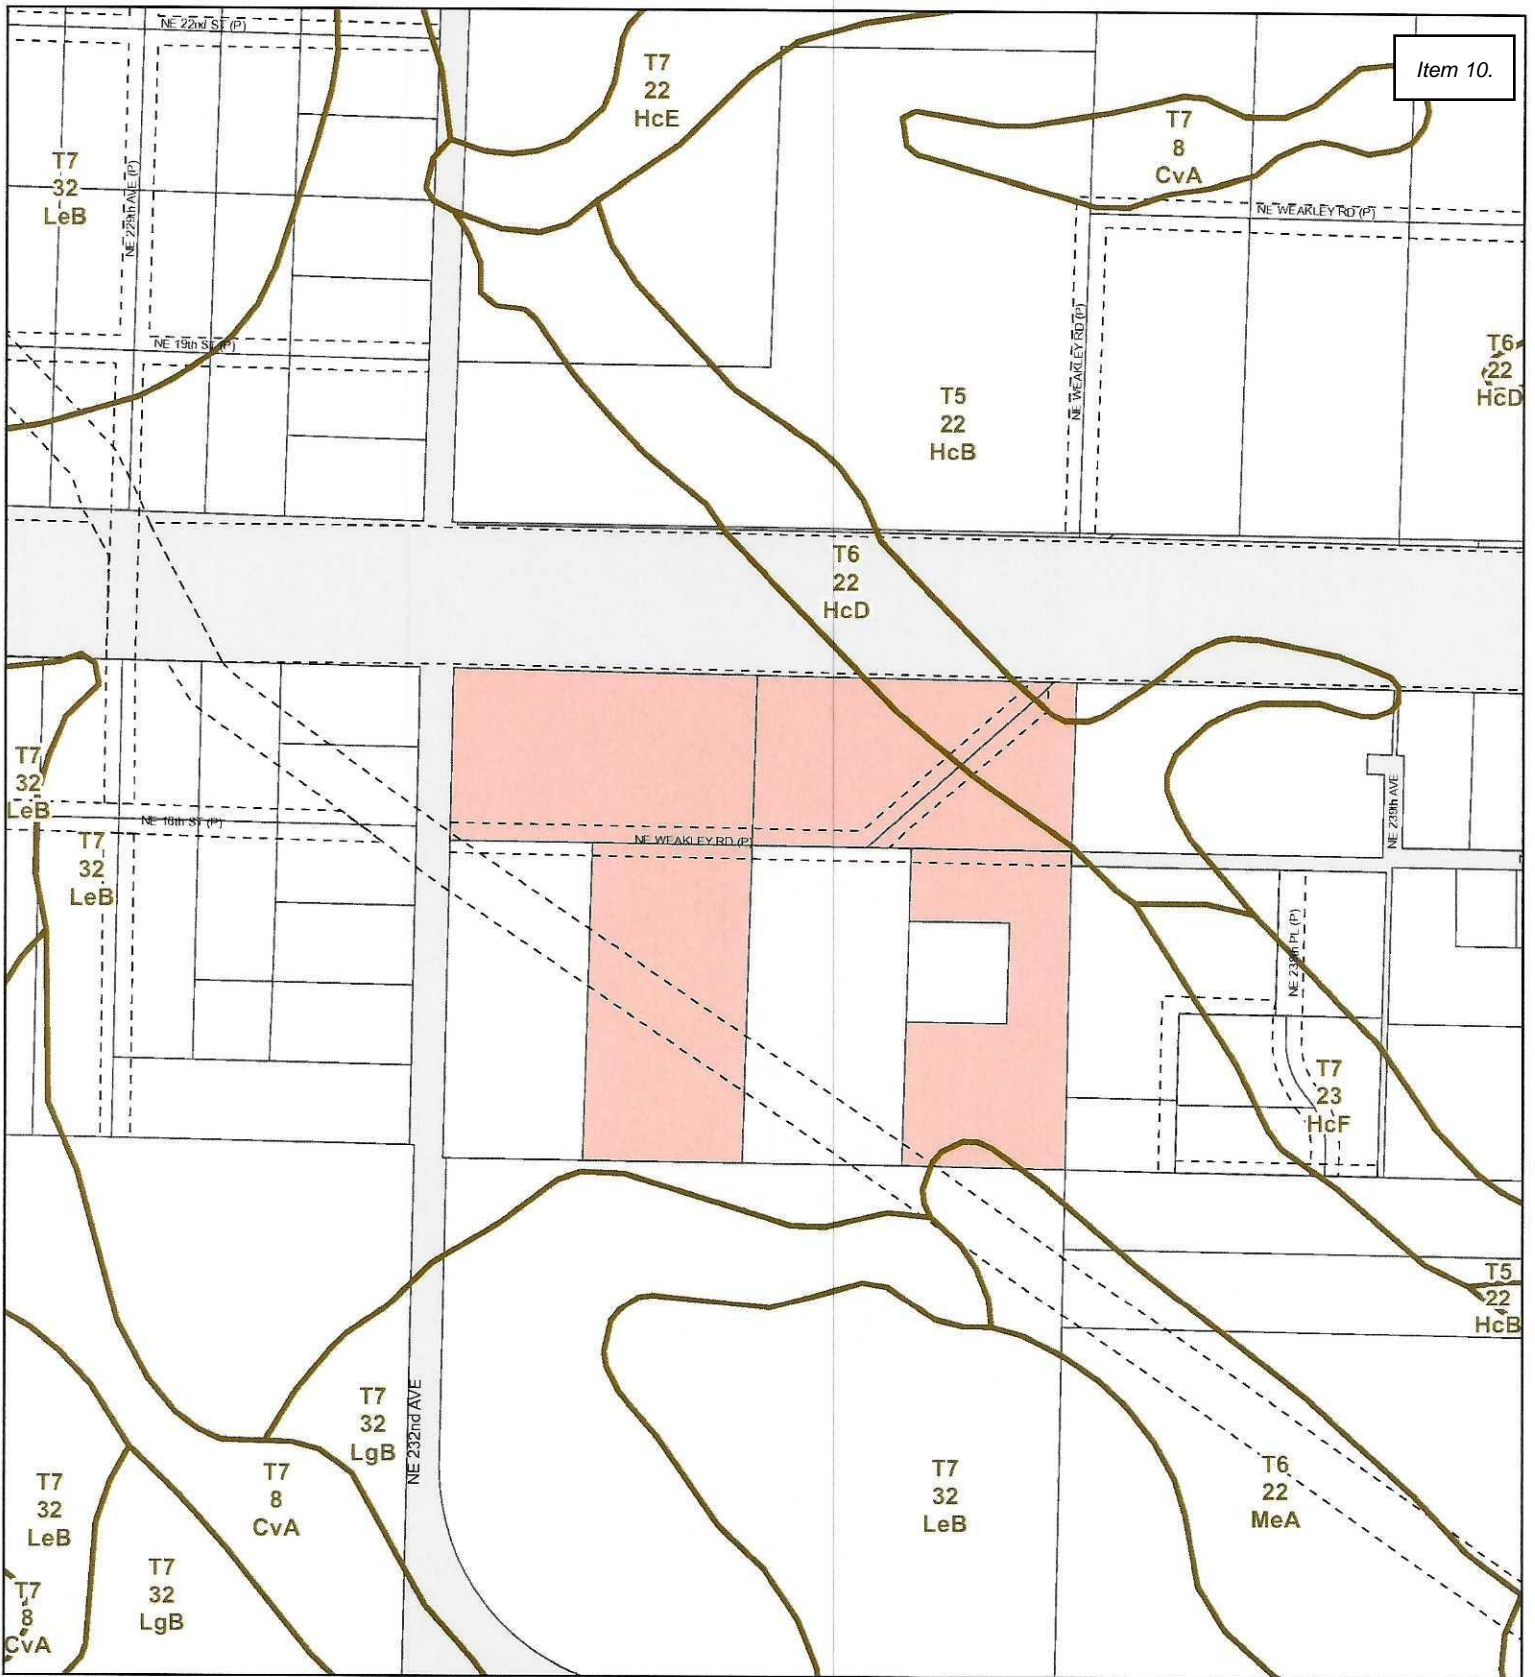 NE 22nd ST (P)
Item 10.
T7
22
HcE
T7
8
CvA
T7
32
LeB
NE 229th AVE (P)
NE WEAKLEY RD (P)
NE 19th ST (P)
NE WEAKLEY RD (P)
T6
22
HcD
T5
22
HcB
T6
22
HcD
T7
32
LeB
NE 16th ST (P)
T7
32
LeB
NE WEAKLEY RD (P)
NE 239th AVE
NE 238th PL (P)
T7
23
HcF
T5
22
HcB
NE 232nd AVE
T7
32
LgB
T7
8
CvA
T7
32
LeB
T7
32
LeB
T6
22
MeA
T7
32
LgB
T7
8
CvA